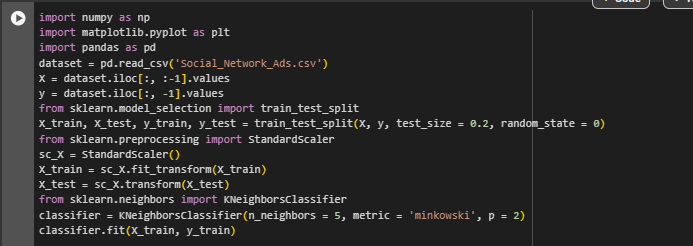 import numpy as np
import matplotlib.pyplot as plt
import pandas as pd
dataset = pd.read_csv('Social_Network_Ads.csv')
X = dataset.iloc[:, :-1].values
y = dataset.iloc[:, -1].values
from sklearn.model_selection import train_test_split
X_train, X_test, y_train, y_test = train_test_split(X, y, test_size = 0.2, random_state = 0)
from sklearn.preprocessing import StandardScaler
sc_X = StandardScaler()
X_train = sc_X.fit_transform(X_train)
X_test = sc_X.transform(X_test)
from sklearn.neighbors import KNeighborsClassifier
classifier = KNeighborsClassifier(n_neighbors = 5, metric = 'minkowski', p = 2)
classifier.fit(X_train, y_train)